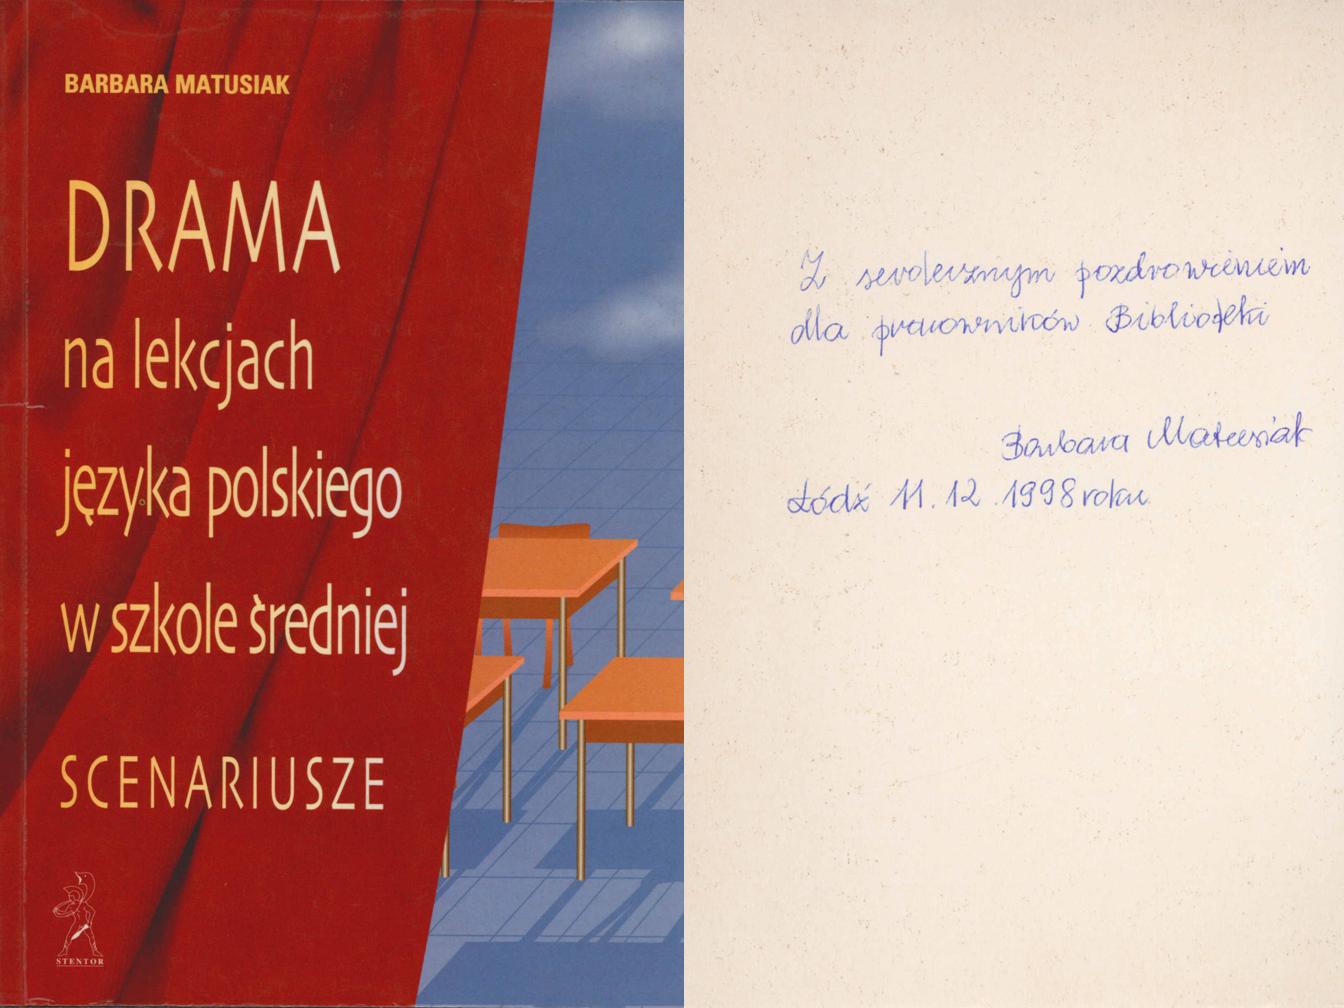 BARBARA MATUSIAK
DRAMA
na lekcjach
języka polskiego
w szkole średniej
SCENARIUSZE
STENTOR
Z serdecznym pozdrowieniem
dla pracowników Biblioteki
Barbara Matusiak
Łódź 11.12.1998 roku